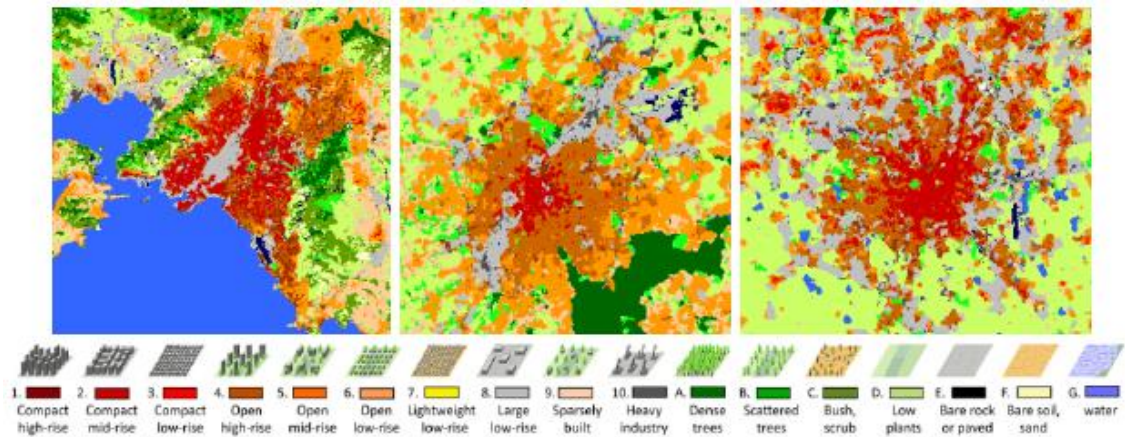 1. 2. 3. 4. 5. 6. 7. 8. 9. 10. A. B. C. D. E. F. G.
Compact Compact Compact Open Open Open Lightweight Large Sparsely Heavy Dense Scattered Bush, Low Bare rock Bare soil, water
high-rise mid-rise low-rise high-rise mid-rise low-rise low-rise low-rise built industry trees trees scrub plants or paved sand